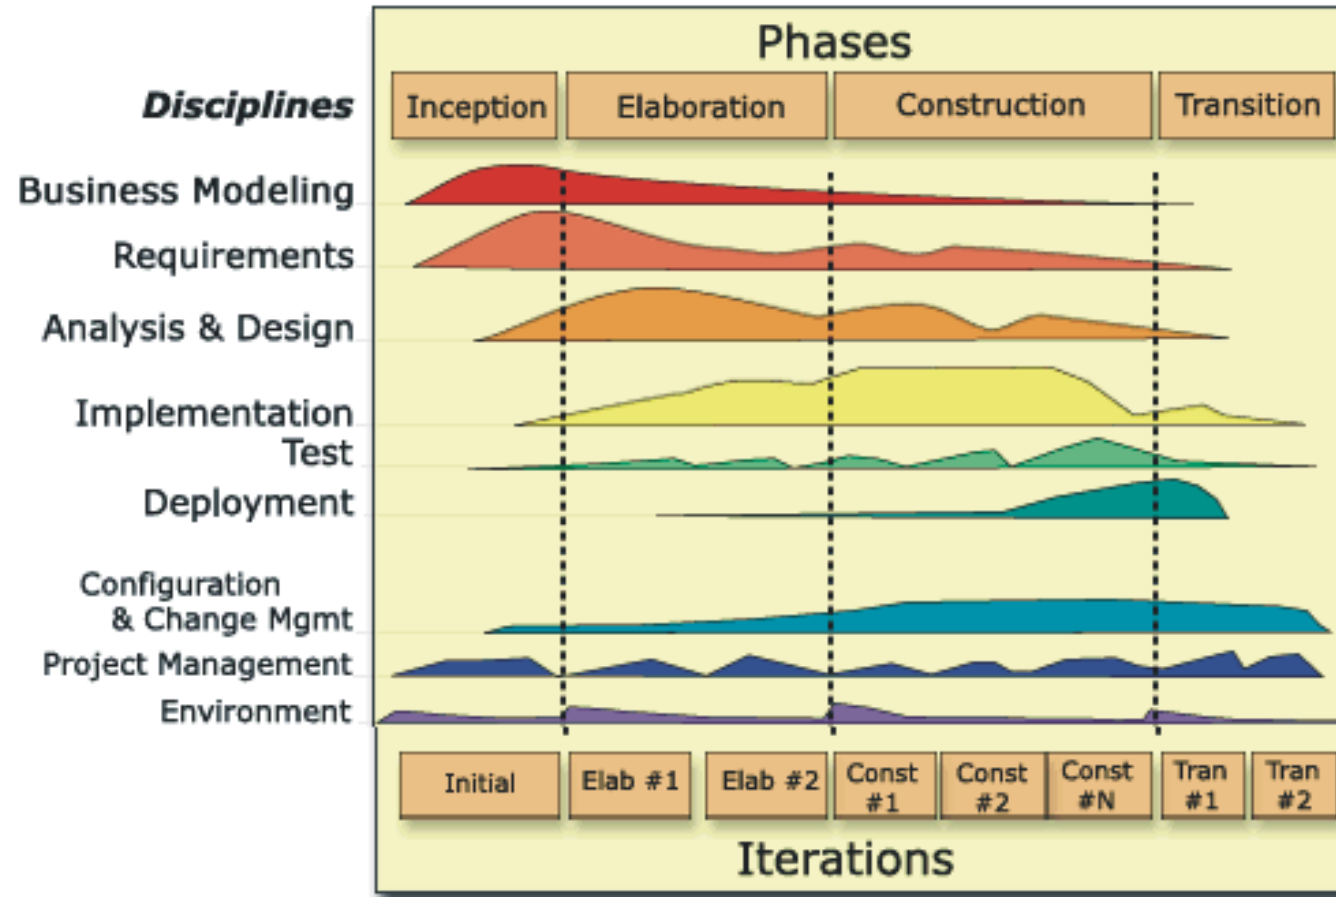 Phases
Disciplines
Inception
Elaboration
Construction
Transition
Business Modeling
Requirements
Analysis & Design
Implementation
Test
Deployment
Configuration
& Change Mgmt
Project Management
Environment
Initial
Elab #1
Elab #2
Const
#1
Const
#2
Const
#N
Tran
#1
Tran
#2
Iterations